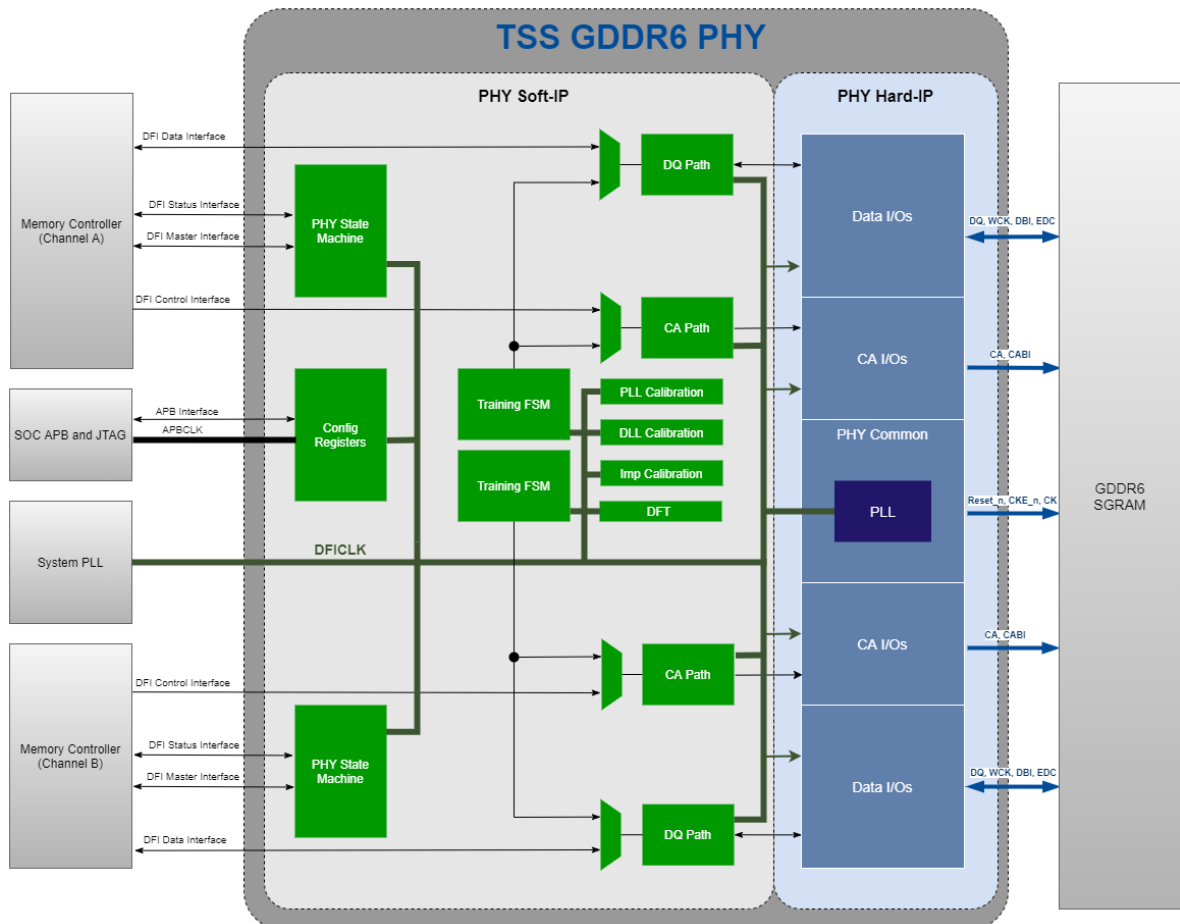 TSS GDDR6 PHY
PHY Soft-IP
PHY Hard-IP
DFI Data Interface
DQ Path
Data I/Os
PHY State
Machine
DFI Status Interface
DFI Master Interface
Memory Controller
(Channel A)
DQ, WCK, DBI, EDC
DFI Control Interface
CA Path
CA I/Os
CA, CABI
Training FSM
PLL Calibration
APB Interface
APBCLK
SOC APB and JTAG
Config
Registers
DLL Calibration
PHY Common
Imp Calibration
Training FSM
DFT
PLL
Reset_n, CKE_n, CK
GDDR6
SGRAM
System PLL
DFICLK
CA Path
CA I/Os
CA, CABI
DFI Control Interface
Memory Controller
(Channel B)
DFI Status Interface
DFI Master Interface
PHY State
Machine
Data I/Os
DQ, WCK, DBI, EDC
DFI Data Interface
DQ Path